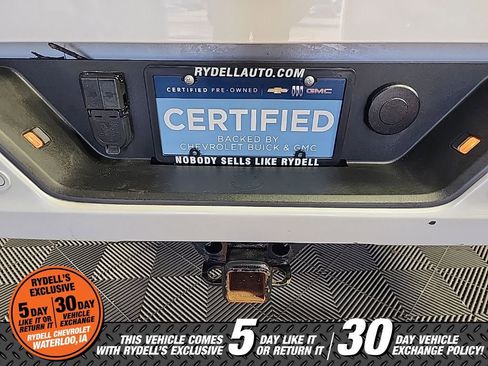 RYDELLAUTO.COM
CERTIFIED PRE-OWNED | GMC
CERTIFIED
BACKED BY
CHEVROLET BUICK & GMC
NOBODY SELLS LIKE RYDELL
RYDELL'S
EXCLUSIVE
5 DAY
LIKE IT OR
RETURN IT
30 DAY
VEHICLE
EXCHANGE
RYDELL CHEVROLET
WATERLOO, IA
THIS VEHICLE COMES
WITH RYDELL'S EXCLUSIVE
5 DAY LIKE IT
OR RETURN IT
30 DAY VEHICLE
EXCHANGE POLICY!